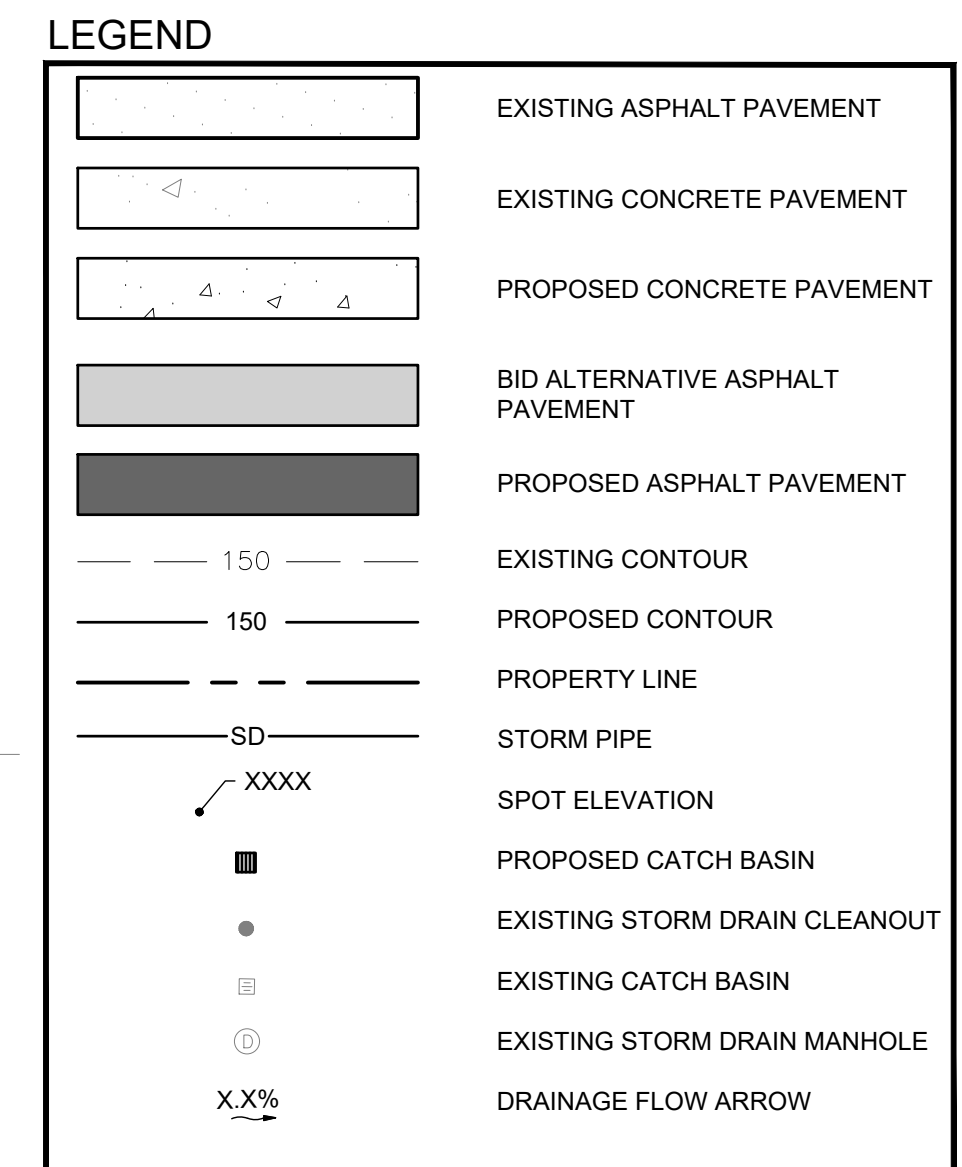 LEGEND
EXISTING ASPHALT PAVEMENT
EXISTING CONCRETE PAVEMENT
PROPOSED CONCRETE PAVEMENT
BID ALTERNATIVE ASPHALT
PAVEMENT
PROPOSED ASPHALT PAVEMENT
150 EXISTING CONTOUR
150 PROPOSED CONTOUR
PROPERTY LINE
SD STORM PIPE
XXXX
SPOT ELEVATION
PROPOSED CATCH BASIN
EXISTING STORM DRAIN CLEANOUT
EXISTING CATCH BASIN
D EXISTING STORM DRAIN MANHOLE
X.X% DRAINAGE FLOW ARROW